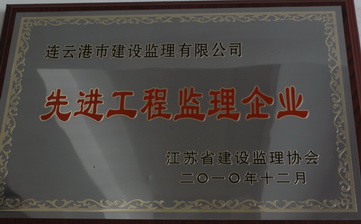 连云港市建设监理有限公司
先进工程监理企业
江苏省建设监理协会
二〇一〇年十二月